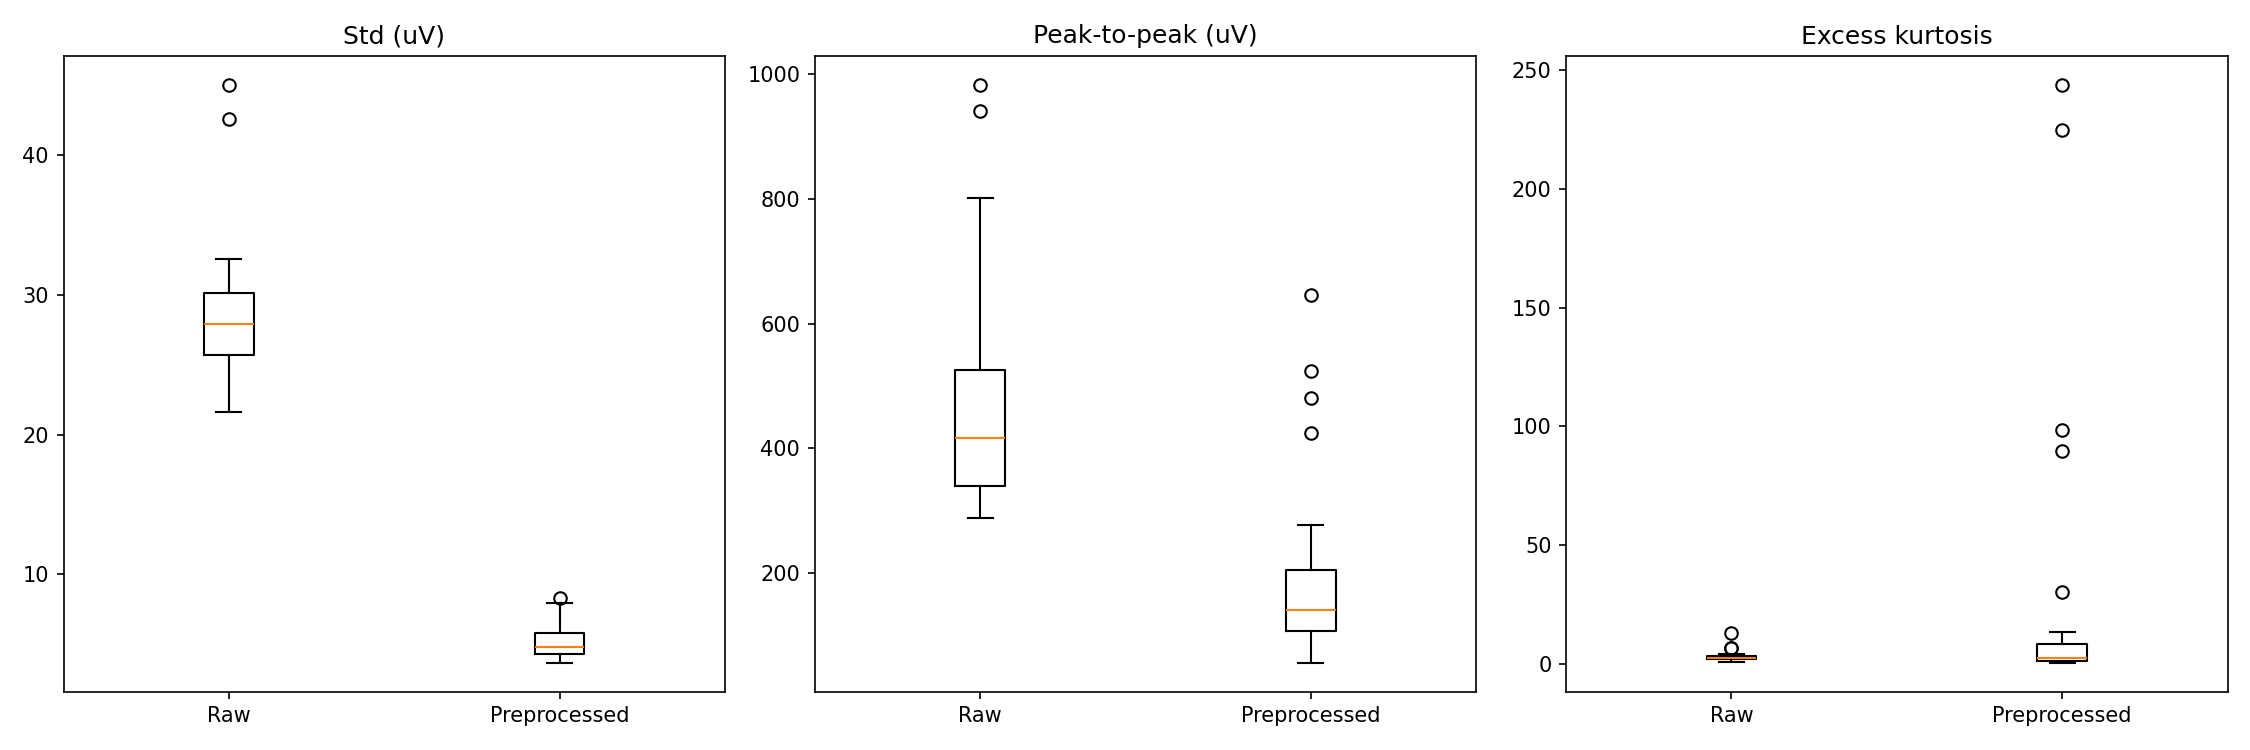 Std (uV)
40
30
20
10
Raw
Preprocessed
Peak-to-peak (uV)
1000
800
600
400
200
Raw
Preprocessed
Excess kurtosis
250
200
150
100
50
0
Raw
Preprocessed